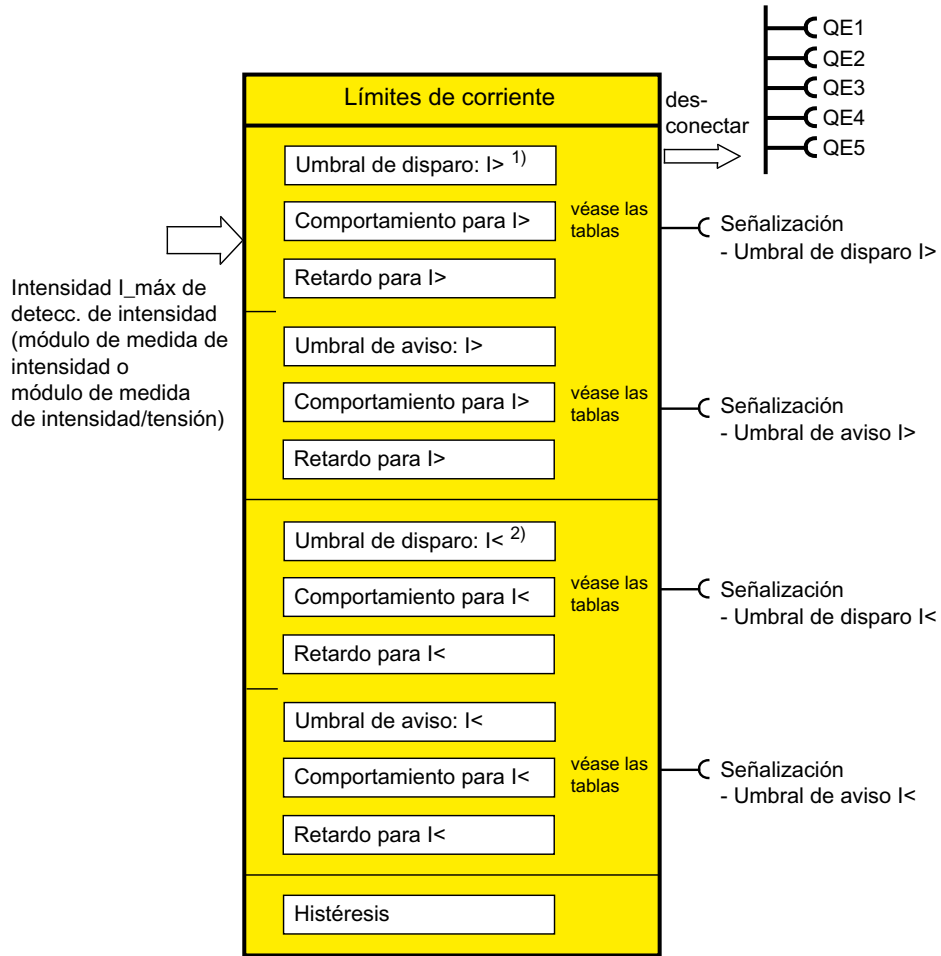 QE1
QE2
QE3
QE4
QE5
des-
conectar
Límites de corriente
Umbral de disparo: I> 1)
Comportamiento para I>
véase las
tablas
Retardo para I>
Señalización
- Umbral de disparo I>
Intensidad I_máx de
detecc. de intensidad
(módulo de medida de
intensidad o
módulo de medida
de intensidad/tensión)
Umbral de aviso: I>
Comportamiento para I>
véase las
tablas
Retardo para I>
Señalización
- Umbral de aviso I>
Umbral de disparo: I< 2)
Comportamiento para I<
véase las
tablas
Retardo para I<
Señalización
- Umbral de disparo I<
Umbral de aviso: I<
Comportamiento para I<
véase las
tablas
Retardo para I<
Señalización
- Umbral de aviso I<
Histéresis